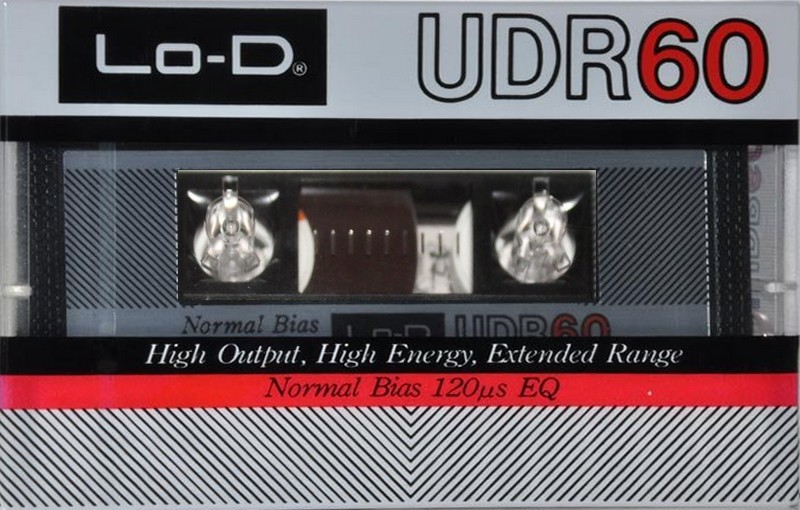 Lo-D®
UDR60
Normal Bias
Lo-D
UDR60
High Output, High Energy, Extended Range
Normal Bias 120μs EQ